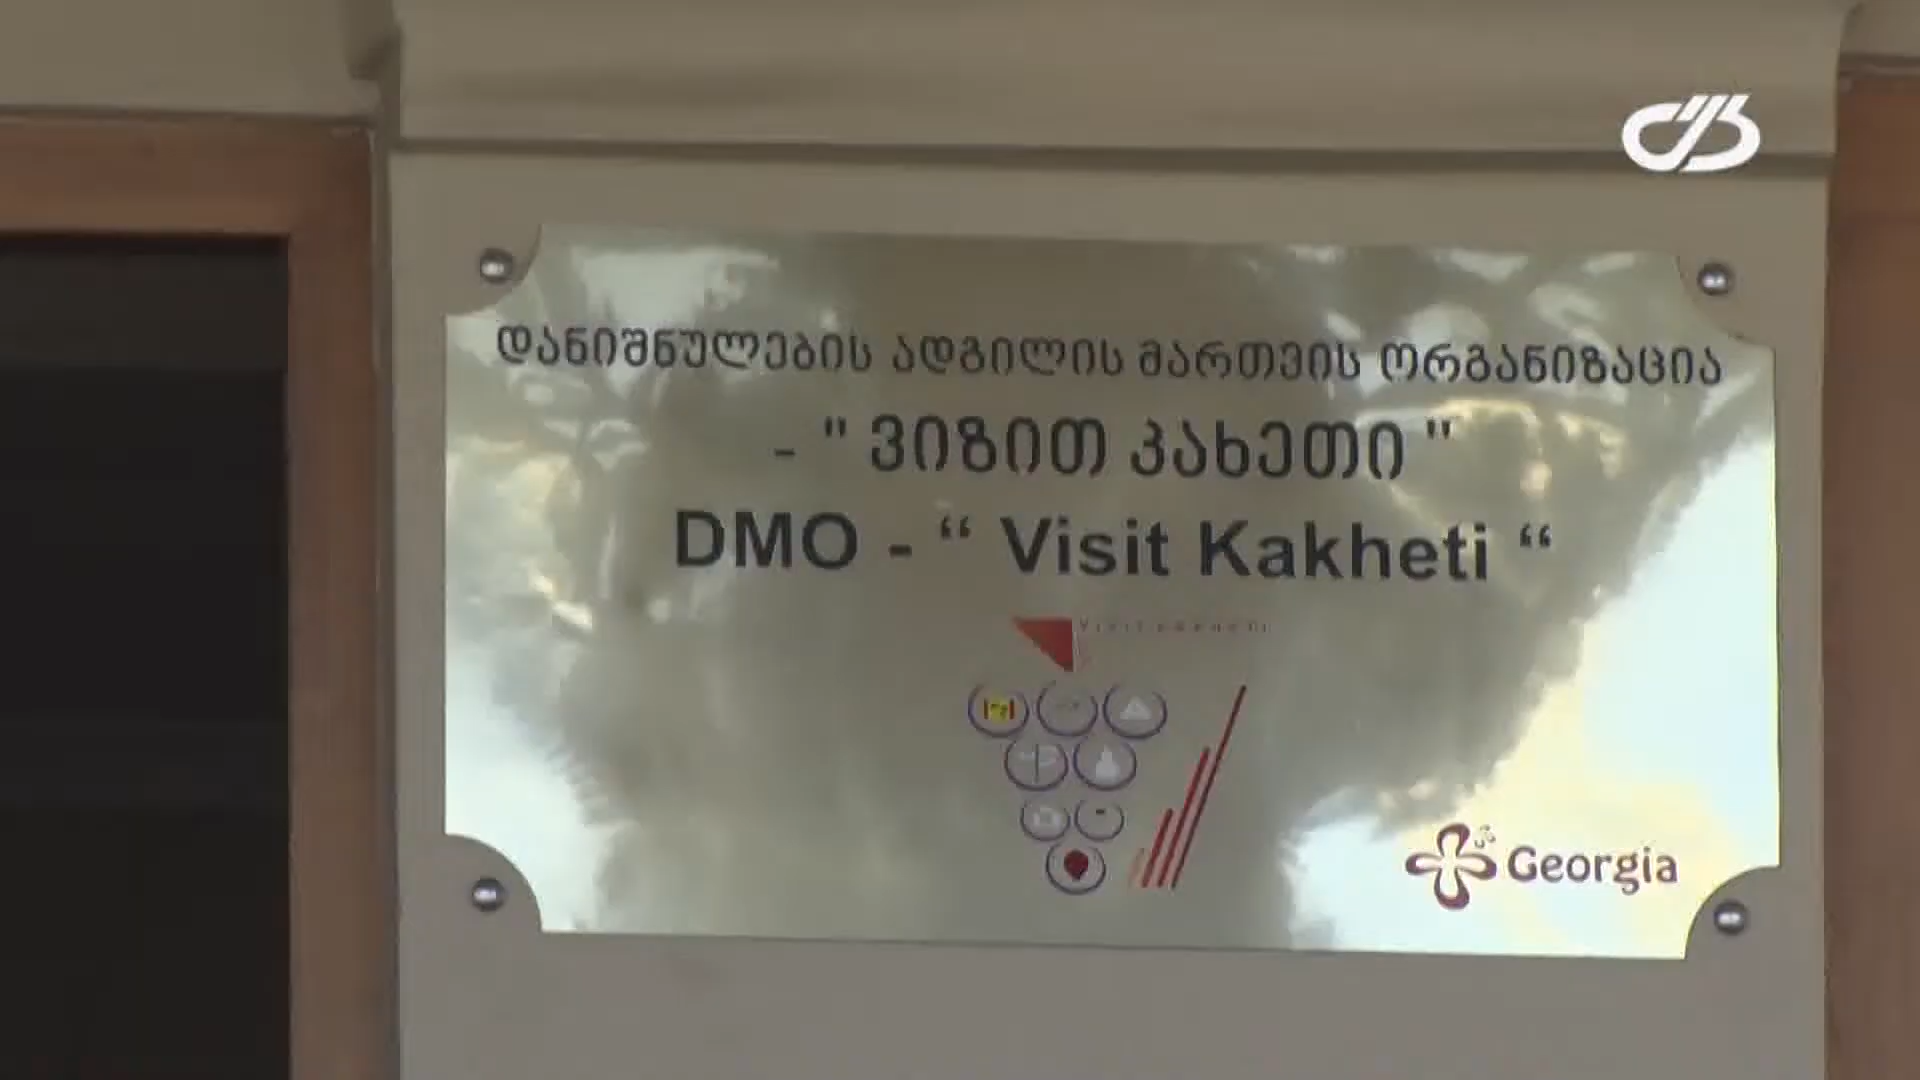 დანიშნულების ადგილის მართვის ორგანიზაცია
- " ვიზით კახეთი "
DMO - “ Visit Kakheti “
Georgia